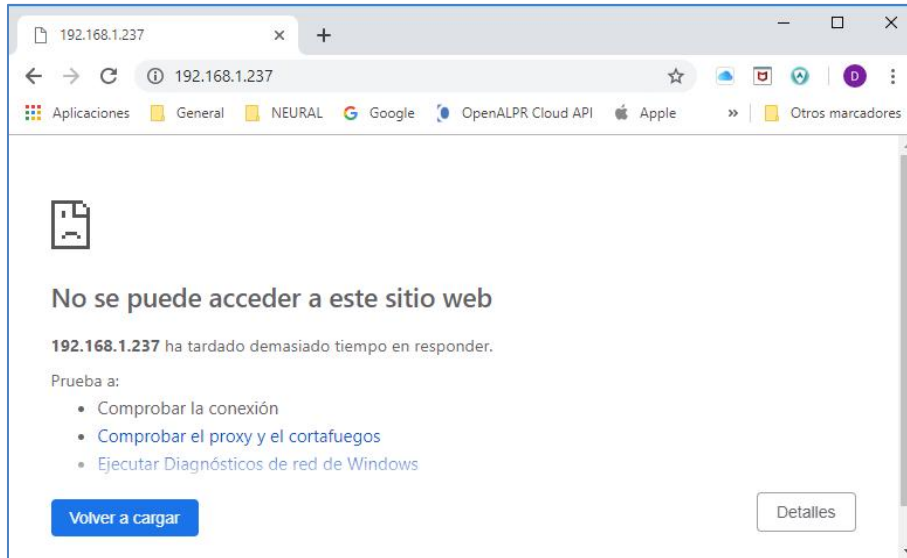 192.168.1.237
192.168.1.237
Aplicaciones General NEURAL Google OpenALPR Cloud API Apple » Otros marcadores
No se puede acceder a este sitio web
192.168.1.237 ha tardado demasiado tiempo en responder.
Prueba a:
• Comprobar la conexión
• Comprobar el proxy y el cortafuegos
• Ejecutar Diagnósticos de red de Windows
Volver a cargar
Detalles